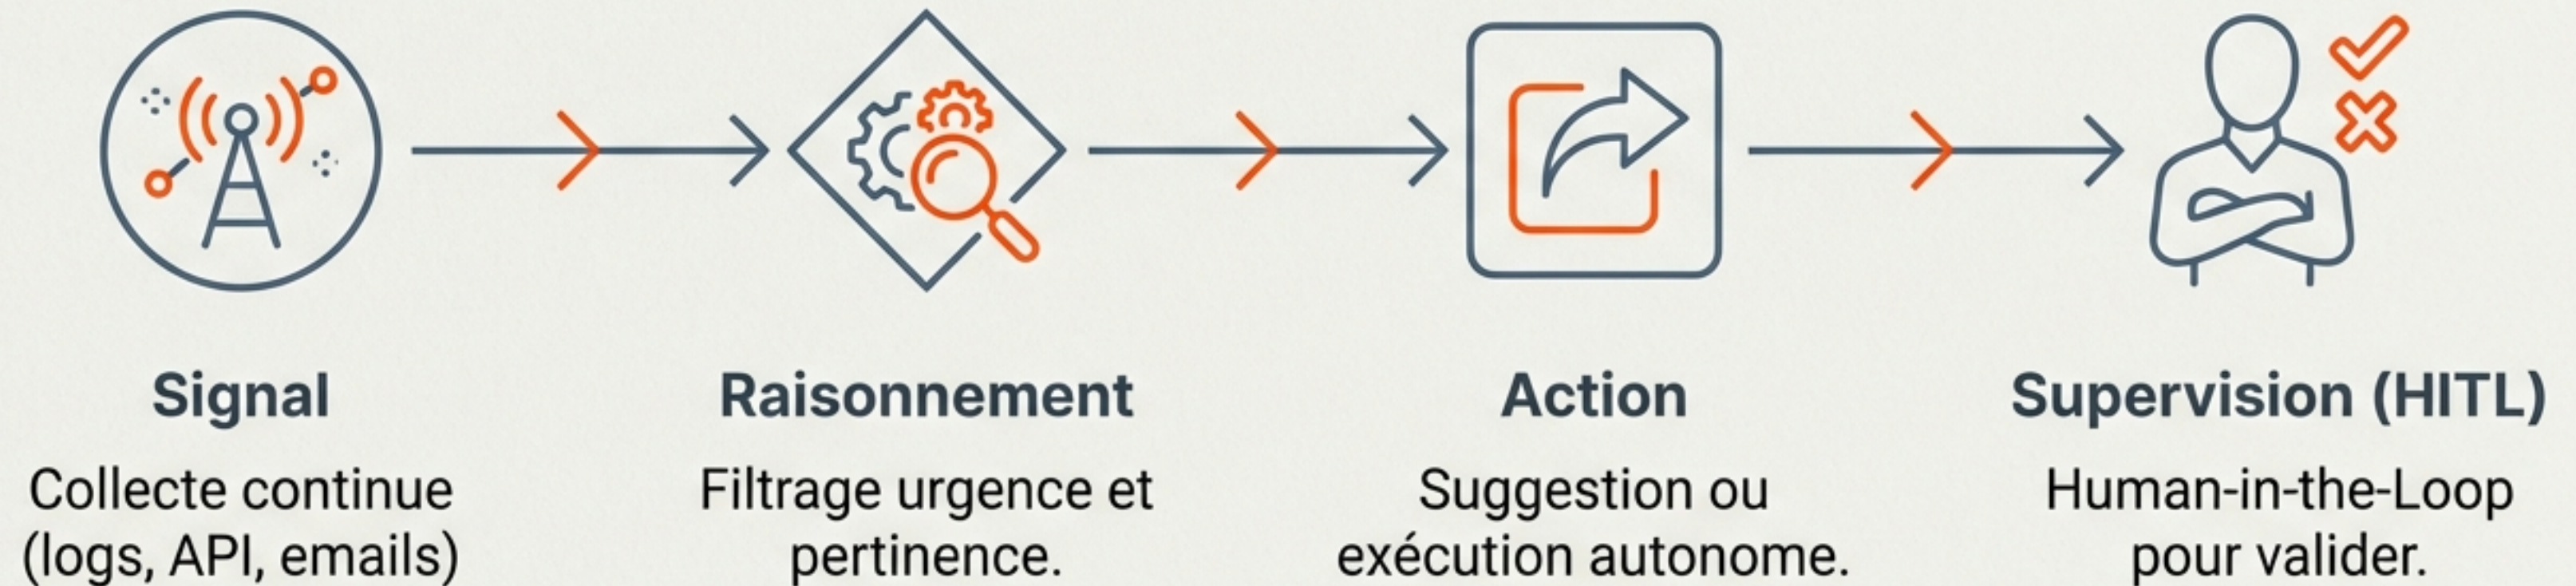 Signal
Collecte continue
(logs, API, emails)
Raisonnement
Filtrage urgence et
pertinence.
Action
Suggestion ou
exécution autonome.
Supervision (HITL)
Human-in-the-Loop
pour valider.